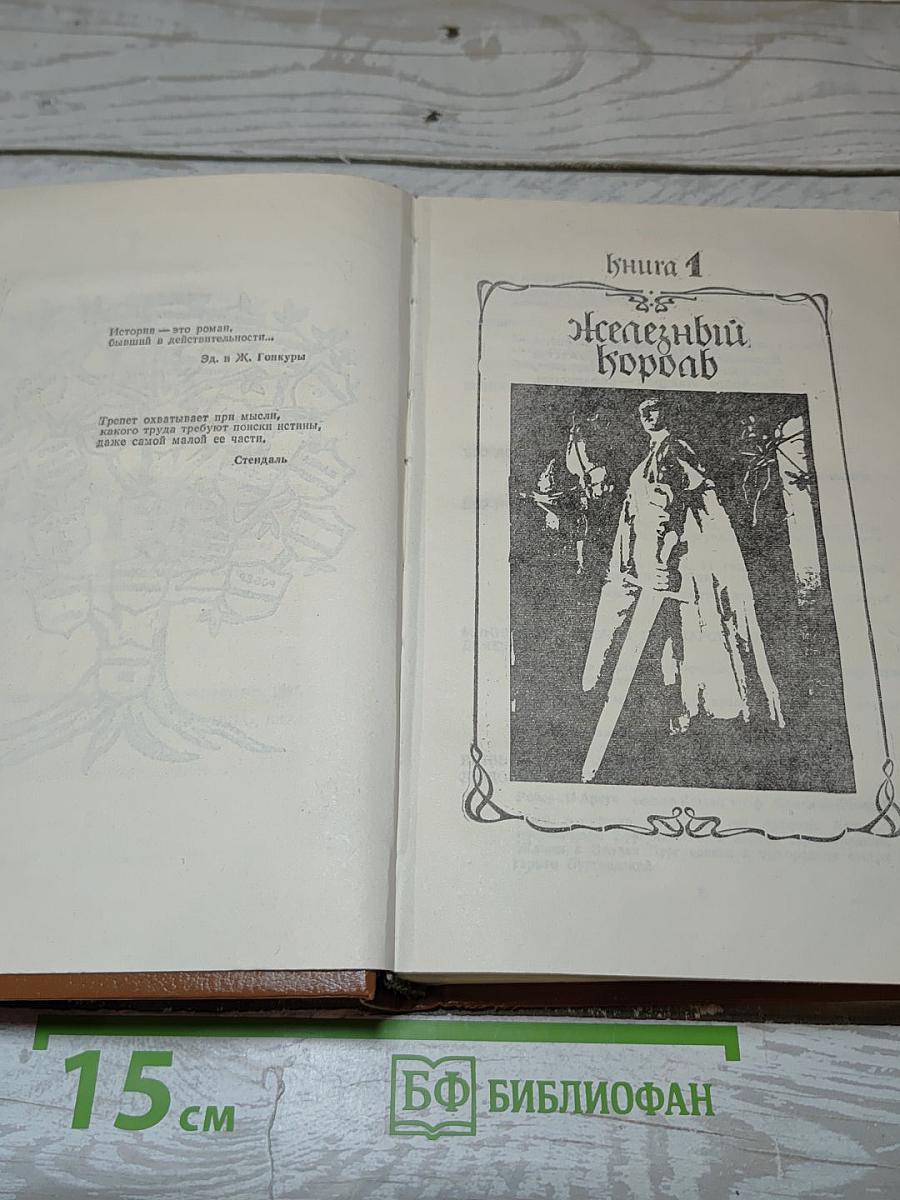 История — это роман,
бывший в действительности...
Эд. и Ж. Гонкуры
Трепет охватывает при мысли,
какого труда требуют поиски истины,
даже самой малой ее части.
Стендаль
Книга 1
Железный
король
15 см
БФ БИБЛИОФАН